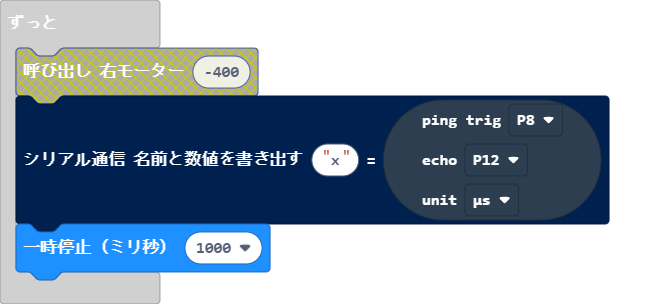 ずっと
呼び出し 右モーター -400
ping trig P8
シリアル通信 名前と数値を書き出す "x" = echo P12
unit μs
一時停止（ミリ秒） 1000